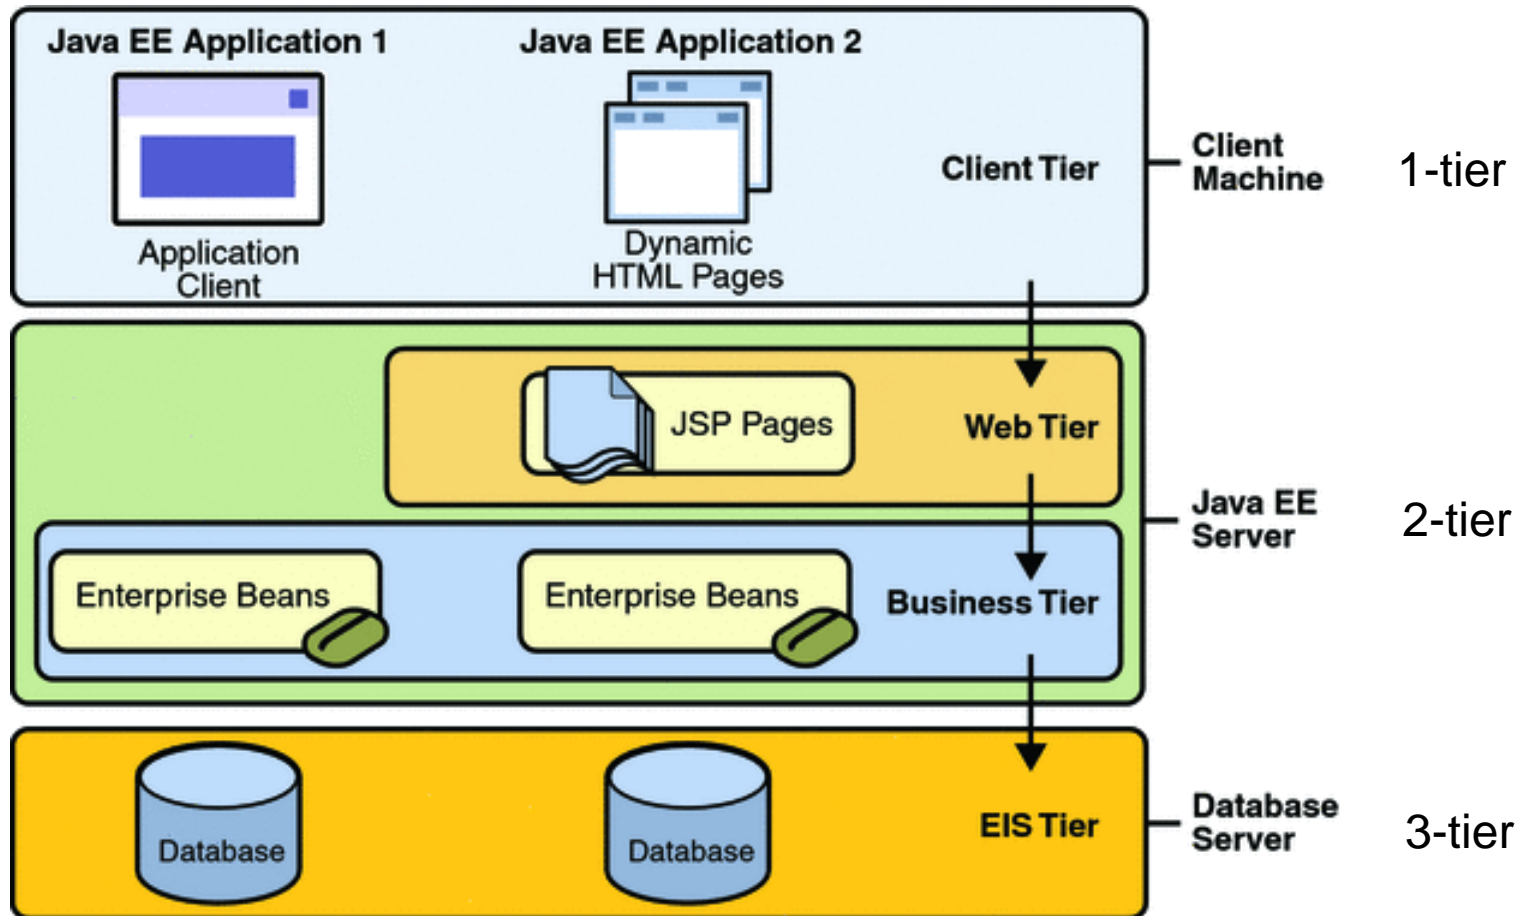 Java EE Application 1
Java EE Application 2
Application
Client
Dynamic
HTML Pages
Client Tier
Client
Machine
1-tier
JSP Pages
Web Tier
Java EE
Server
2-tier
Enterprise Beans
Enterprise Beans
Business Tier
Database
Database
EIS Tier
Database
Server
3-tier